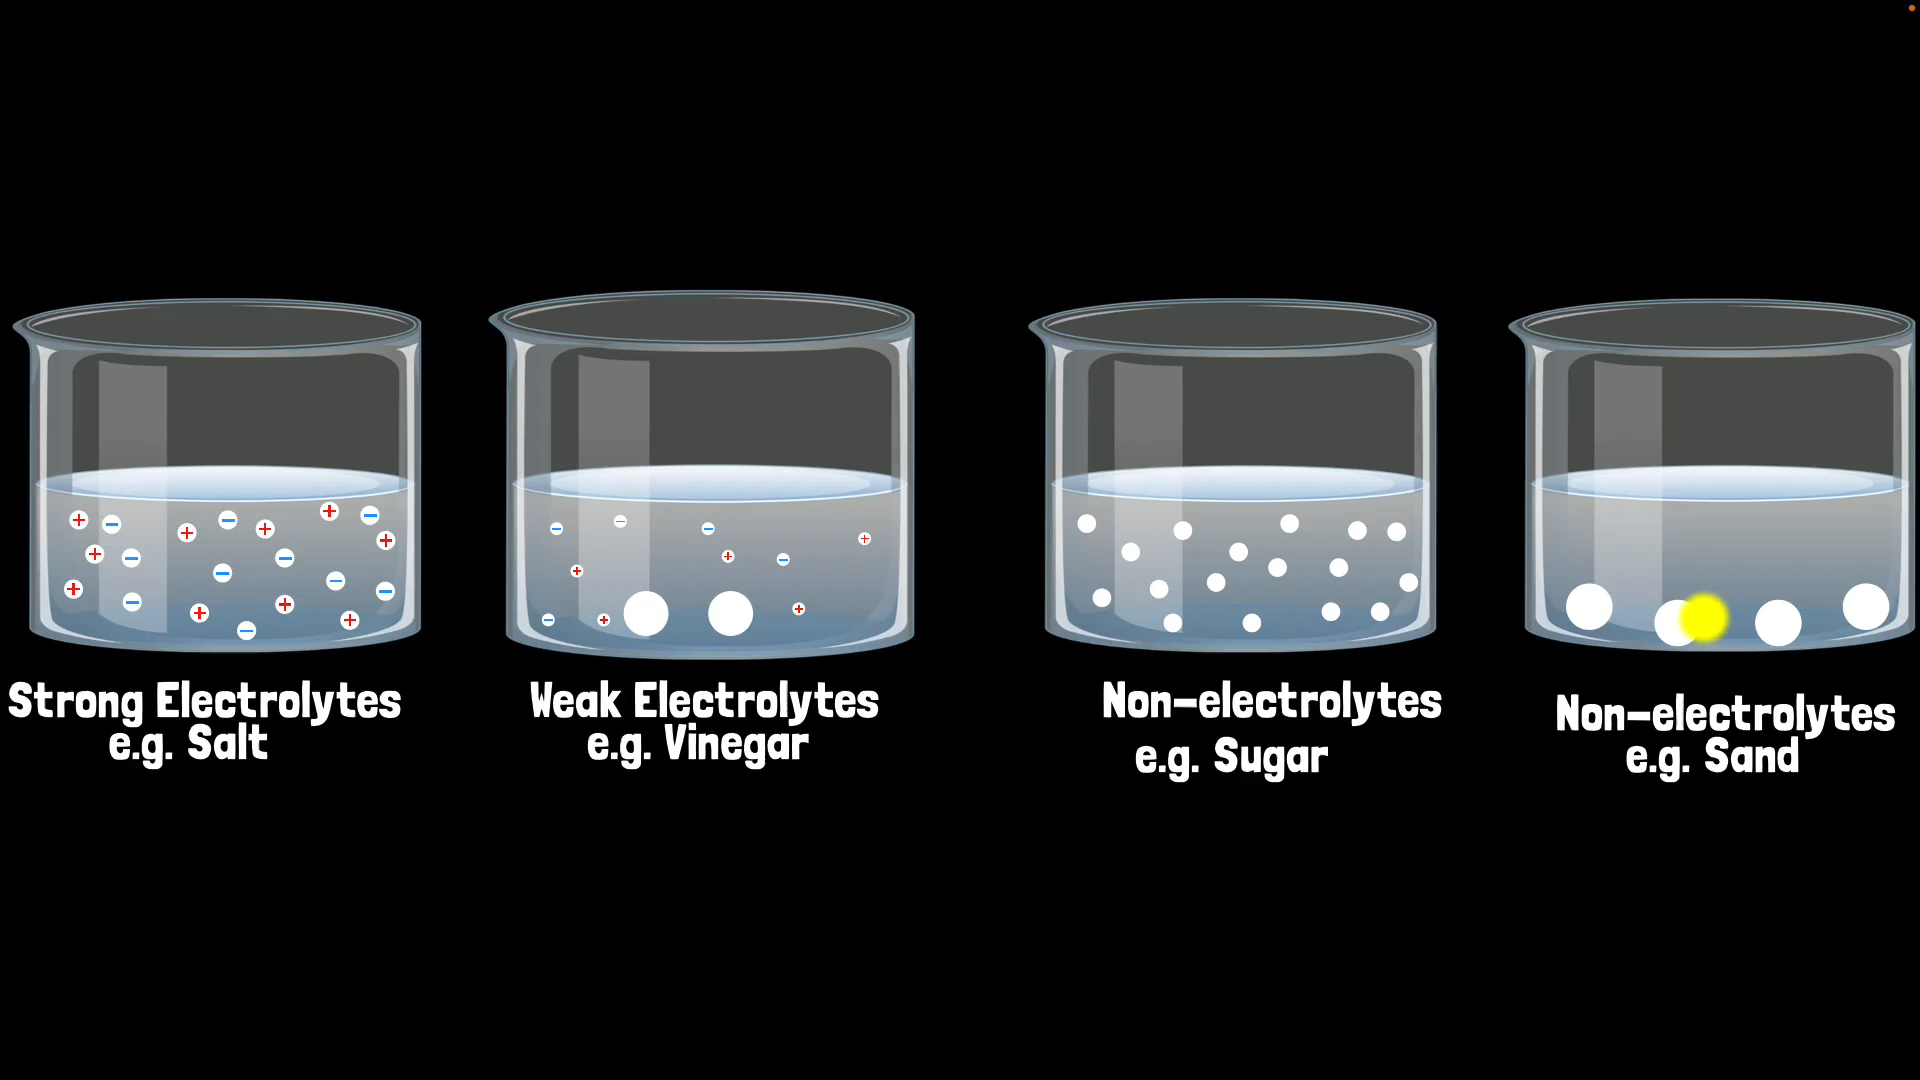 Strong Electrolytes
e.g. Salt
Weak Electrolytes
e.g. Vinegar
Non-electrolytes
e.g. Sugar
Non-electrolytes
e.g. Sand